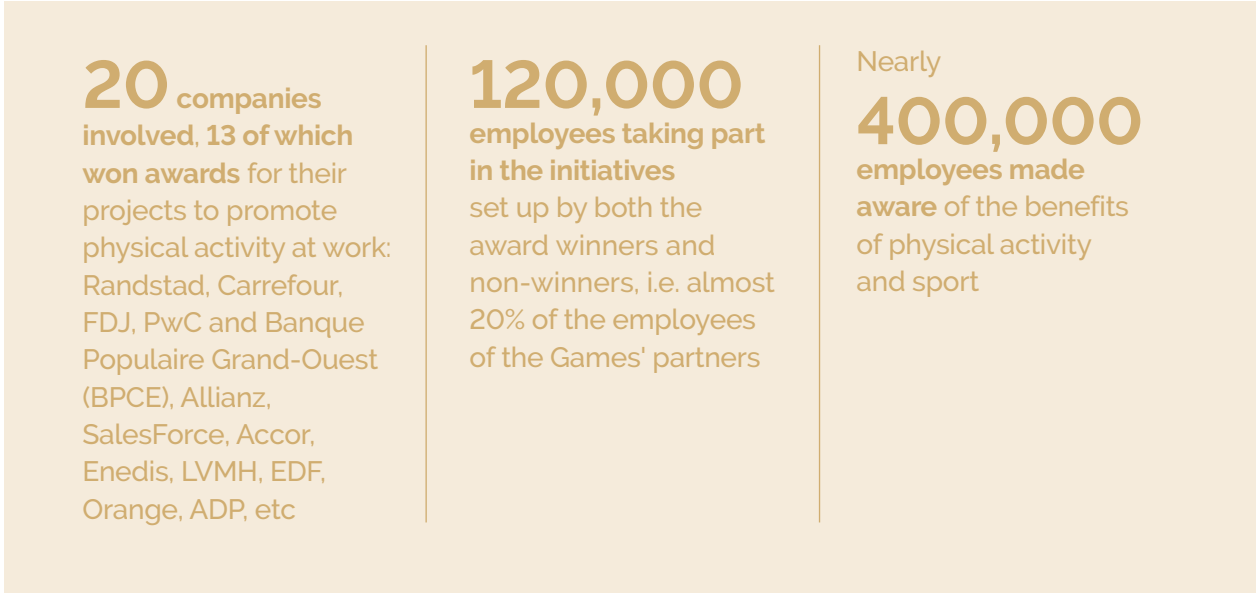 20 companies
involved, 13 of which
won awards for their
projects to promote
physical activity at work:
Randstad, Carrefour,
FDJ, PwC and Banque
Populaire Grand-Ouest
(BPCE), Allianz,
SalesForce, Accor,
Enedis, LVMH, EDF,
Orange, ADP, etc
120,000
employees taking part
in the initiatives
set up by both the
award winners and
non-winners, i.e. almost
20% of the employees
of the Games' partners
Nearly
400,000
employees made
aware of the benefits
of physical activity
and sport